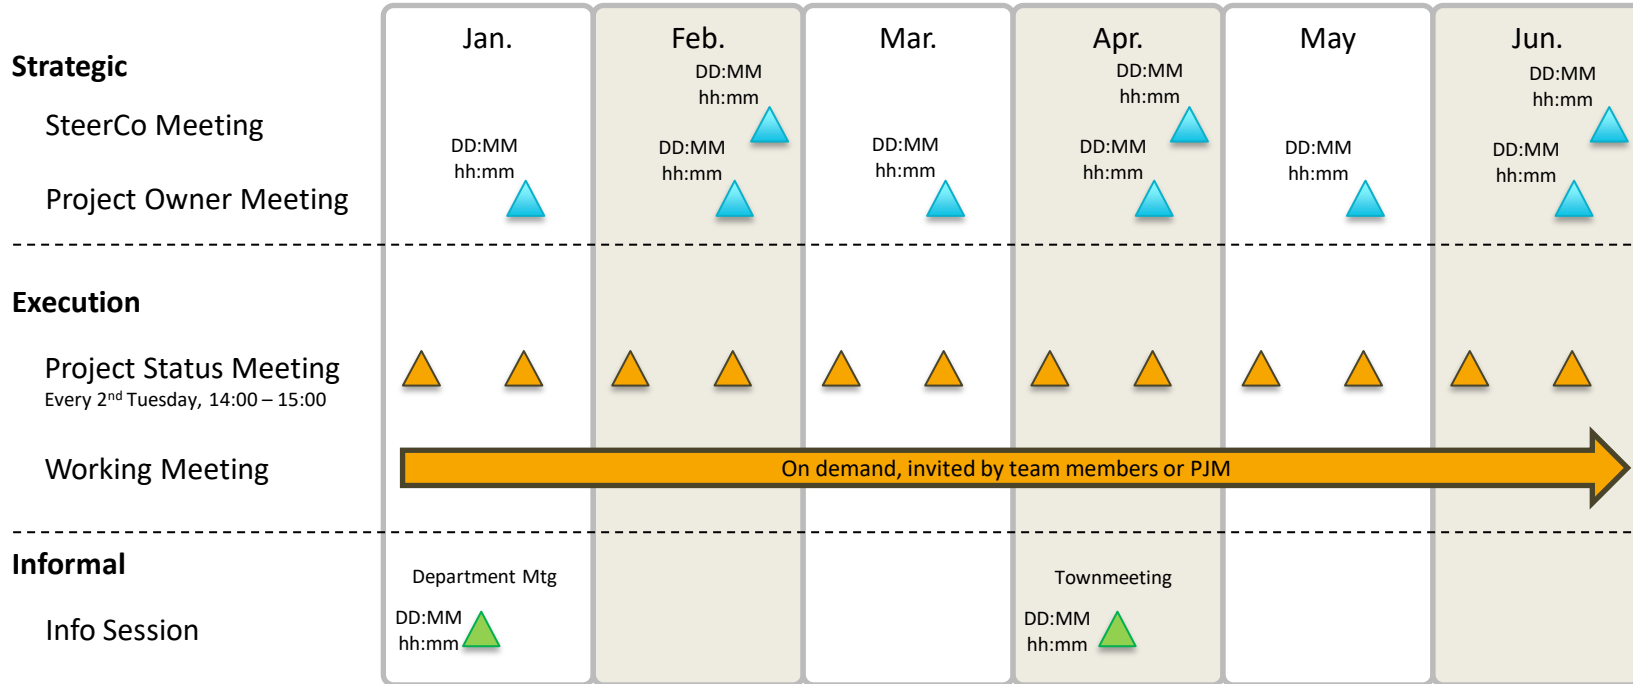 Jan.
Feb.
Mar.
Apr.
May
Jun.
Strategic
DD:MM
hh:mm
DD:MM
hh:mm
DD:MM
hh:mm
SteerCo Meeting
DD:MM
hh:mm
DD:MM
hh:mm
DD:MM
hh:mm
DD:MM
hh:mm
DD:MM
hh:mm
DD:MM
hh:mm
Project Owner Meeting
Execution
Project Status Meeting
Every 2nd Tuesday, 14:00 – 15:00
Working Meeting
On demand, invited by team members or PJM
Informal
Department Mtg
Townmeeting
Info Session
DD:MM
hh:mm
DD:MM
hh:mm